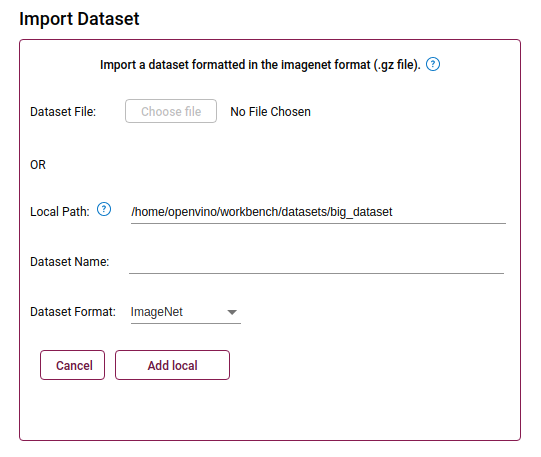 Import Dataset
Import a dataset formatted in the imagenet format (.gz file). ?
Dataset File: Choose file No File Chosen
OR
Local Path: ? /home/openvino/workbench/datasets/big_dataset
Dataset Name:
Dataset Format: ImageNet
Cancel Add local